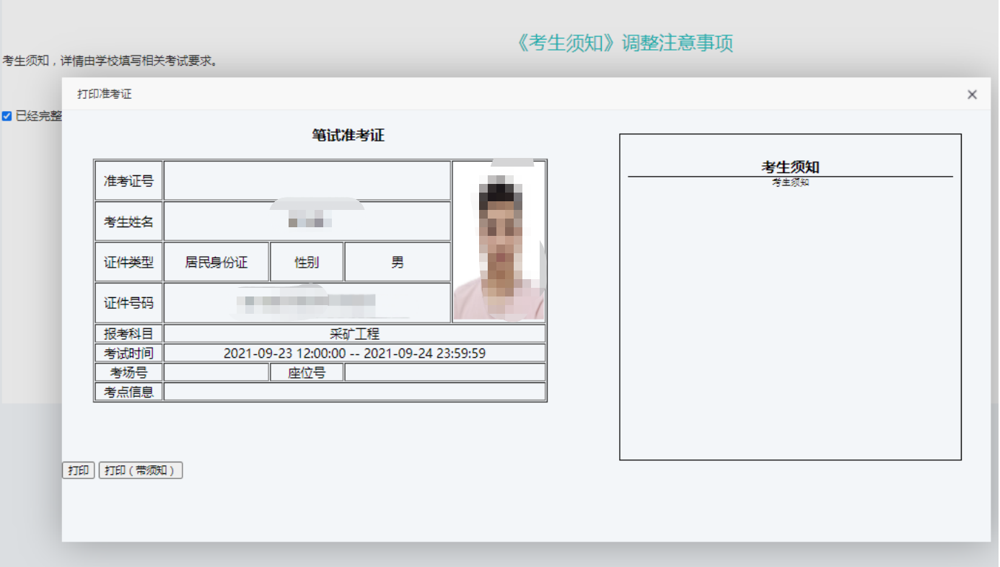 《考生须知》调整注意事项
考生须知，详情由学校填写相关考试要求。
打印准考证
×
已经完整
笔试准考证
准考证号
考生姓名
证件类型 居民身份证 性别 男
证件号码
报考科目 采矿工程
考试时间 2021-09-23 12:00:00 -- 2021-09-24 23:59:59
考场号 座位号
考点信息
考生须知
考生须知
打印 打印（带须知）